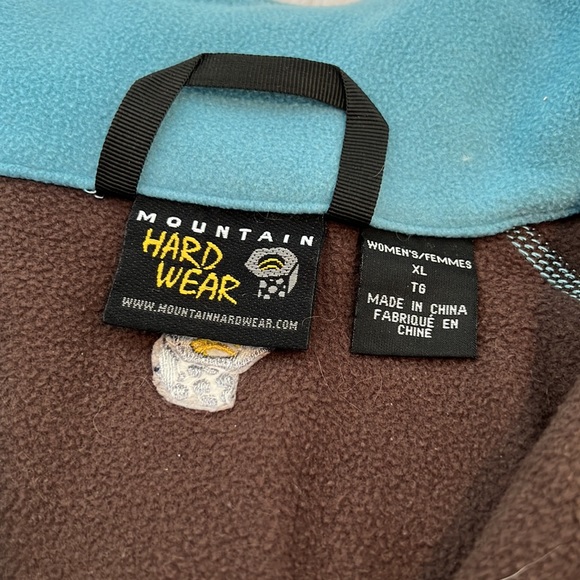 MOUNTAIN
HARD
WEAR
WWW.MOUNTAINHARDWEAR.COM
WOMEN'S/FEMMES
XL
TG
MADE IN CHINA
FABRIQUÉ EN
CHINE